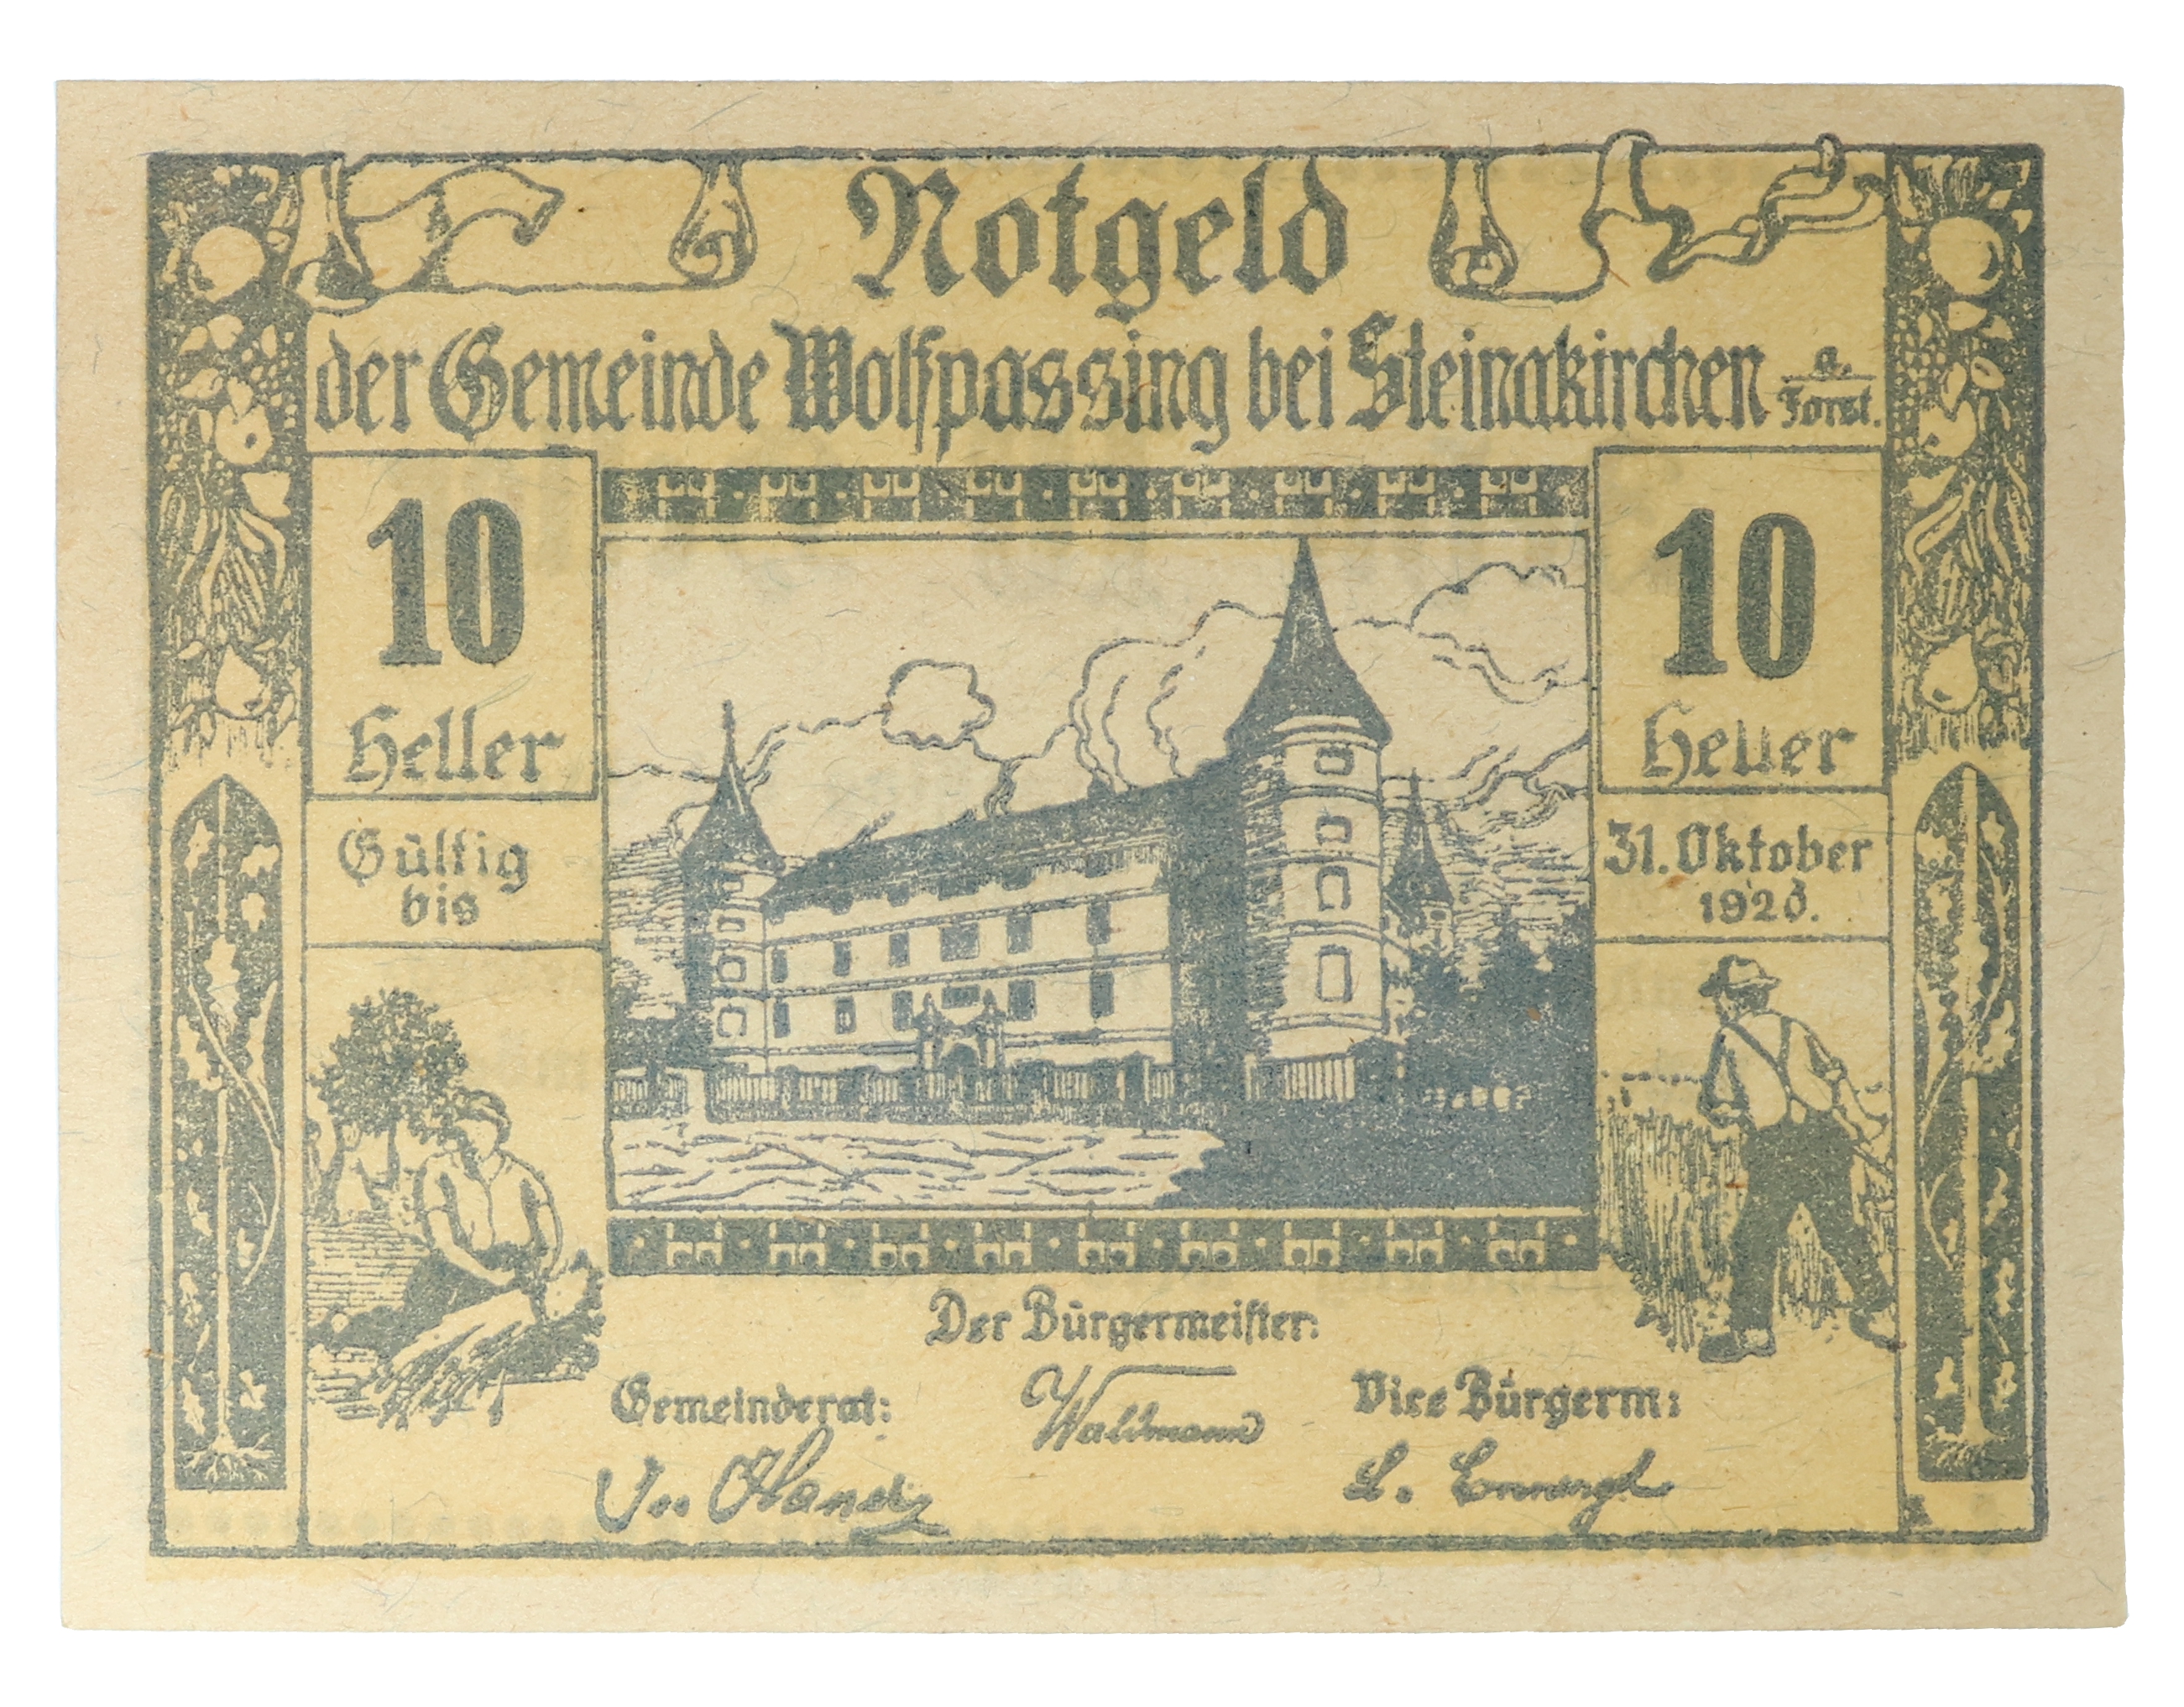 Notgeld
der Gemeinde Wolfpassing bei Steinakirchen a. Forst.
10
Heller
10
Heller
Gültig
bis
31. Oktober
1920.
Der Bürgermeister:
Waldmann
Gemeinderat:
Vice Bürgerm: